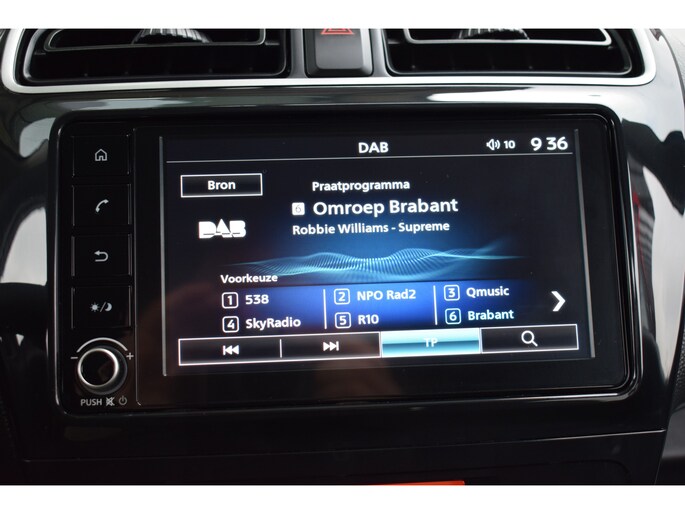 DAB 10 9 36
Bron
Praatprogramma
6 Omroep Brabant
Robbie Williams - Supreme
DAB
Voorkeuze
1 538 2 NPO Rad2 3 Qmusic
4 SkyRadio 5 R10 6 Brabant
TP
- +
PUSH